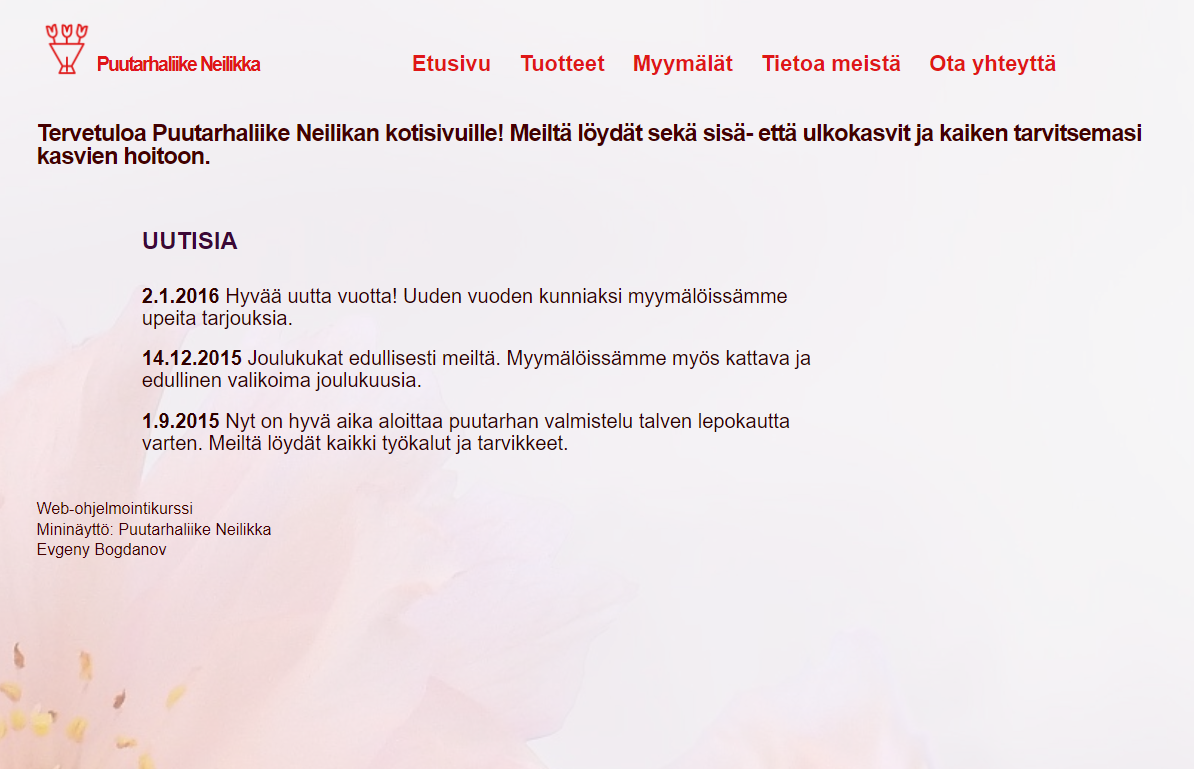 Puutarhaliike Neilikka
Etusivu Tuotteet Myymälät Tietoa meistä Ota yhteyttä
Tervetuloa Puutarhaliike Neilikan kotisivuille! Meiltä löydät sekä sisä- että ulkokasvit ja kaiken tarvitsemasi
kasvien hoitoon.
UUTISIA
2.1.2016 Hyvää uutta vuotta! Uuden vuoden kunniaksi myymälöissämme
upeita tarjouksia.
14.12.2015 Joulukukat edullisesti meiltä. Myymälöissämme myös kattava ja
edullinen valikoima joulukuusia.
1.9.2015 Nyt on hyvä aika aloittaa puutarhan valmistelu talven lepokautta
varten. Meiltä löydät kaikki työkalut ja tarvikkeet.
Web-ohjelmointikurssi
Mininäyttö: Puutarhaliike Neilikka
Evgeny Bogdanov